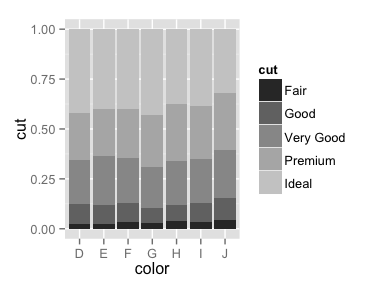 1.00
0.75
0.50
0.25
0.00
cut
D E F G H I J
color
cut
Fair
Good
Very Good
Premium
Ideal